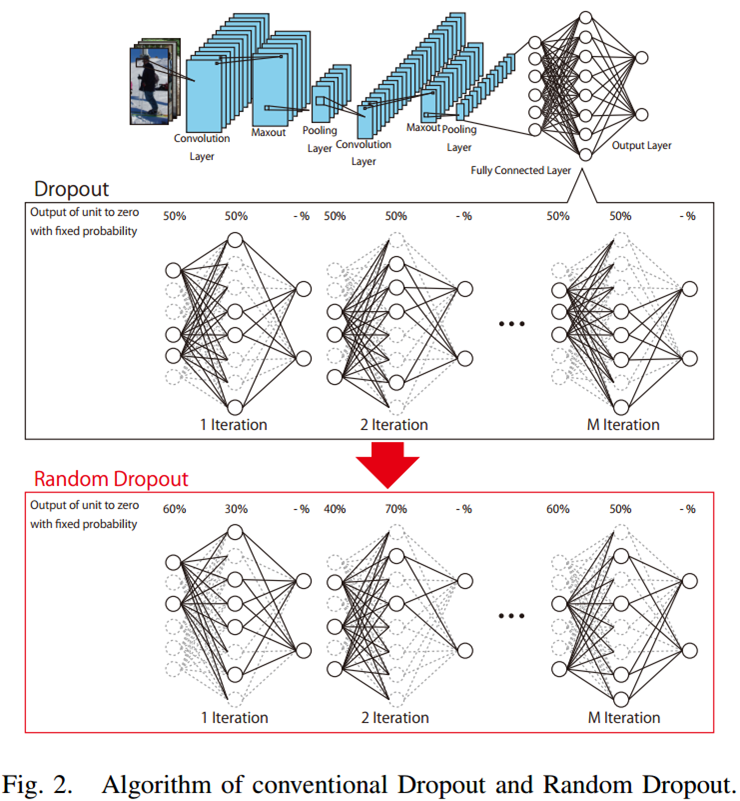 Convolution
Layer
Maxout
Pooling
Layer
Convolution
Layer
Maxout
Pooling
Layer
Fully Connected Layer
Output Layer
Dropout
Output of unit to zero
with fixed probability
50% 50% - % 50% 50% - % 50% 50% - %
•••
1 Iteration 2 Iteration M Iteration
Random Dropout
Output of unit to zero
with fixed probability
60% 30% - % 40% 70% - % 60% 50% - %
•••
1 Iteration 2 Iteration M Iteration
Fig. 2. Algorithm of conventional Dropout and Random Dropout.